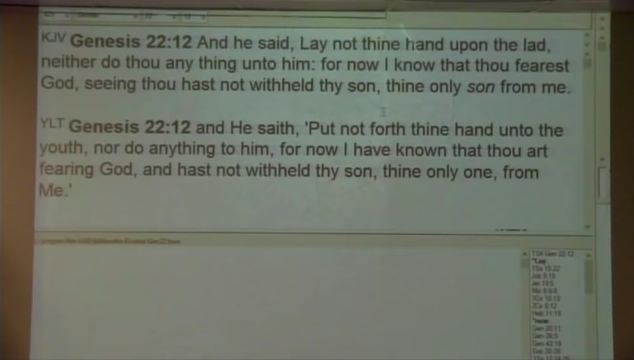 KJV Genesis 22:12 And he said, Lay not thine hand upon the lad,
neither do thou any thing unto him: for now I know that thou fearest
God, seeing thou hast not withheld thy son, thine only son from me.
YLT Genesis 22:12 and He saith, 'Put not forth thine hand unto the
youth, nor do anything to him, for now I have known that thou art
fearing God, and hast not withheld thy son, thine only one, from
Me.'